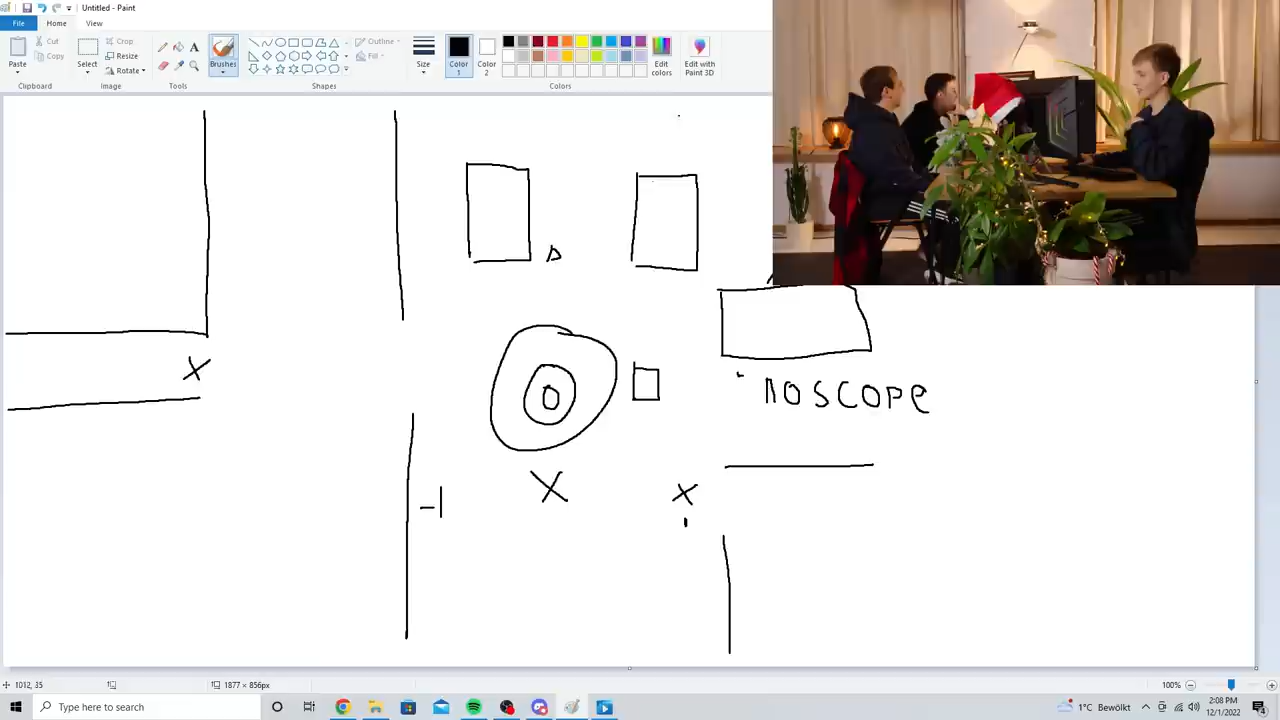 Untitled - Paint
File
Home
View
Paste
Cut
Copy
Clipboard
Select
Crop
Resize
Rotate
Image
Tools
Brushes
Shapes
Outline
Fill
Size
Color 1
Color 2
Edit colors
Edit with Paint 3D
Colors
X
noscope
X
X
-1
1012, 35
1877 × 856px
100%
Type here to search
1°C Bewölkt
2:08 PM
12/1/2022
4